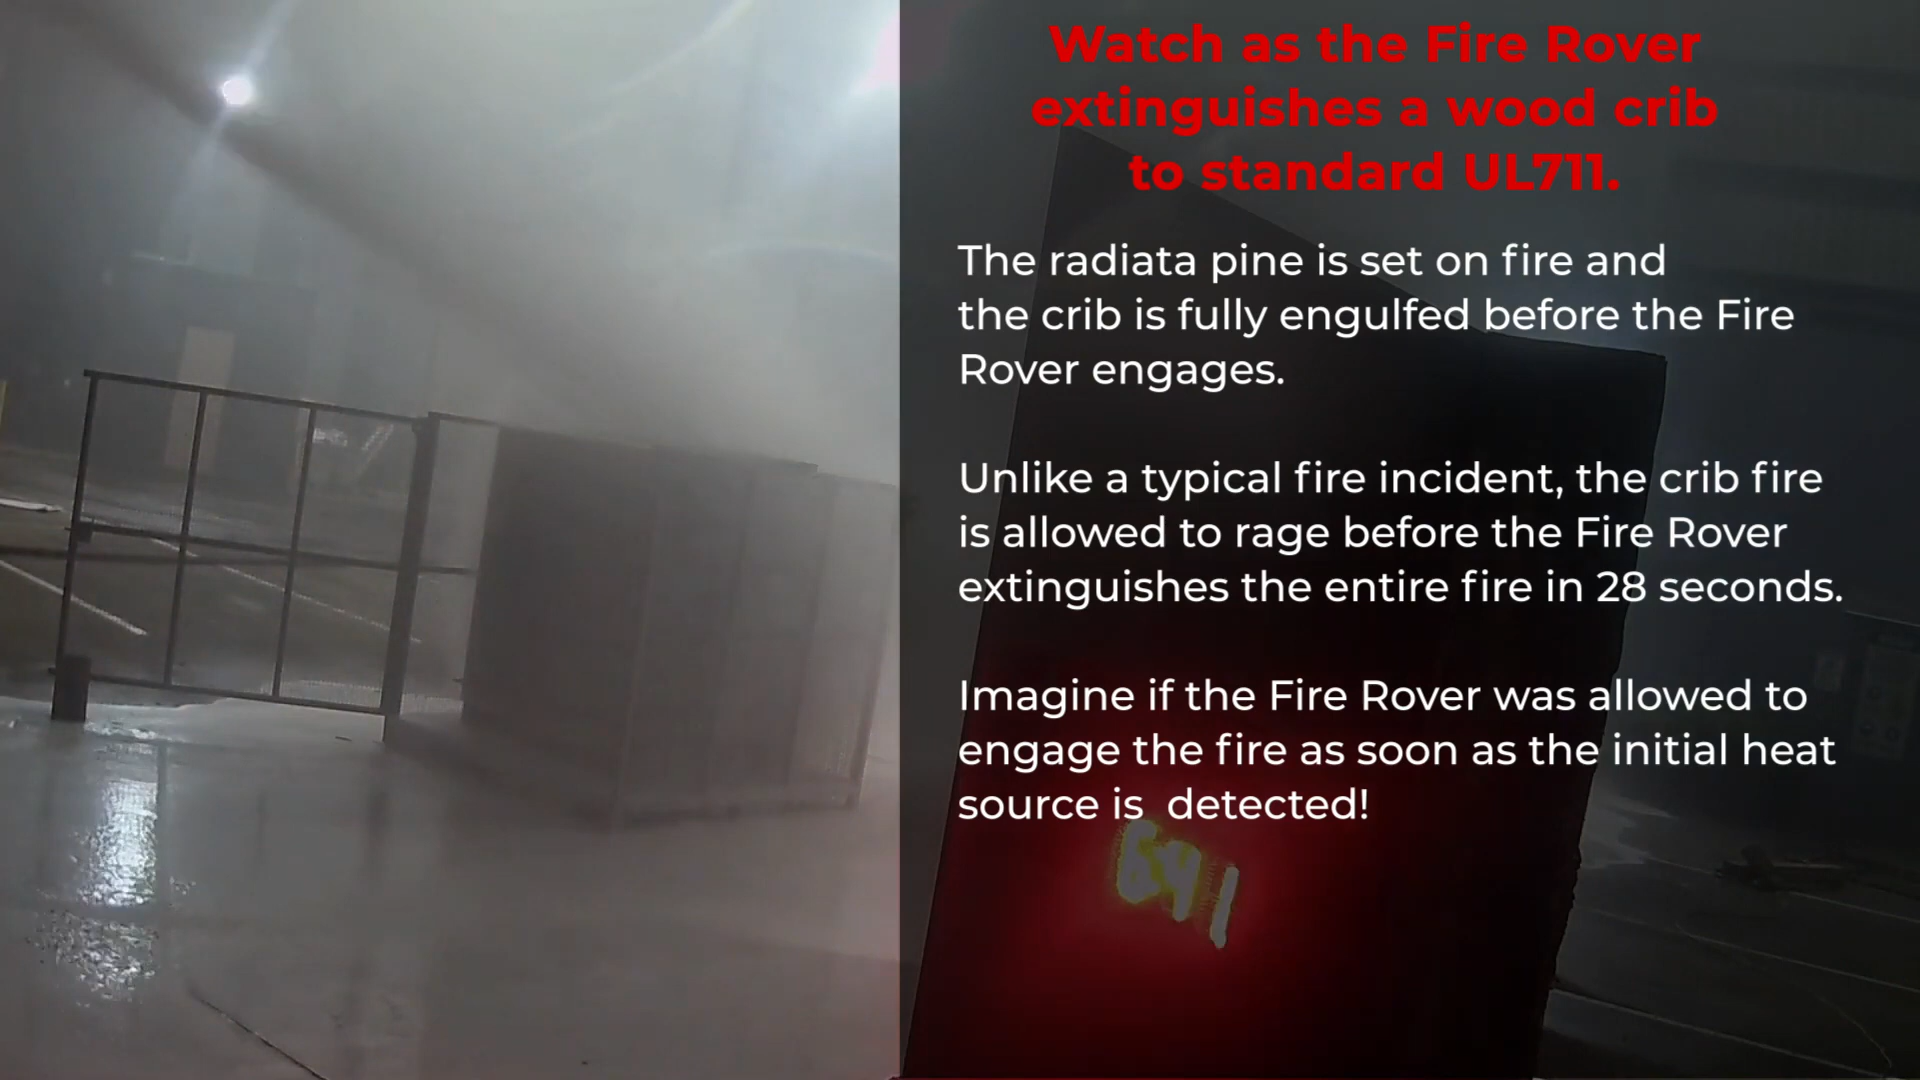 Watch as the Fire Rover
extinguishes a wood crib
to standard UL711.
The radiata pine is set on fire and
the crib is fully engulfed before the Fire
Rover engages.
Unlike a typical fire incident, the crib fire
is allowed to rage before the Fire Rover
extinguishes the entire fire in 28 seconds.
Imagine if the Fire Rover was allowed to
engage the fire as soon as the initial heat
source is  detected!
641